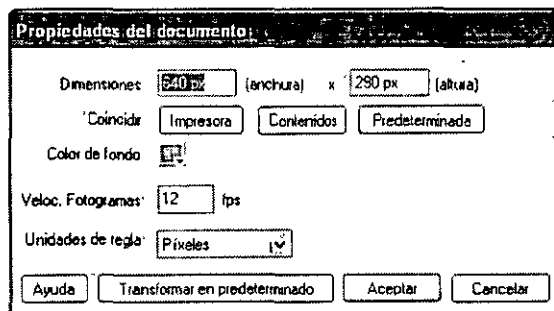 Propiedades del documento
Dimensiones: 640 px (anchura) x 290 px (altura)
Coincidir Impresora Contenidos Predeterminada
Color de fondo
Veloc. Fotogramas: 12 fps
Unidades de regla: Píxeles
Ayuda Transformar en predeterminado Aceptar Cancelar